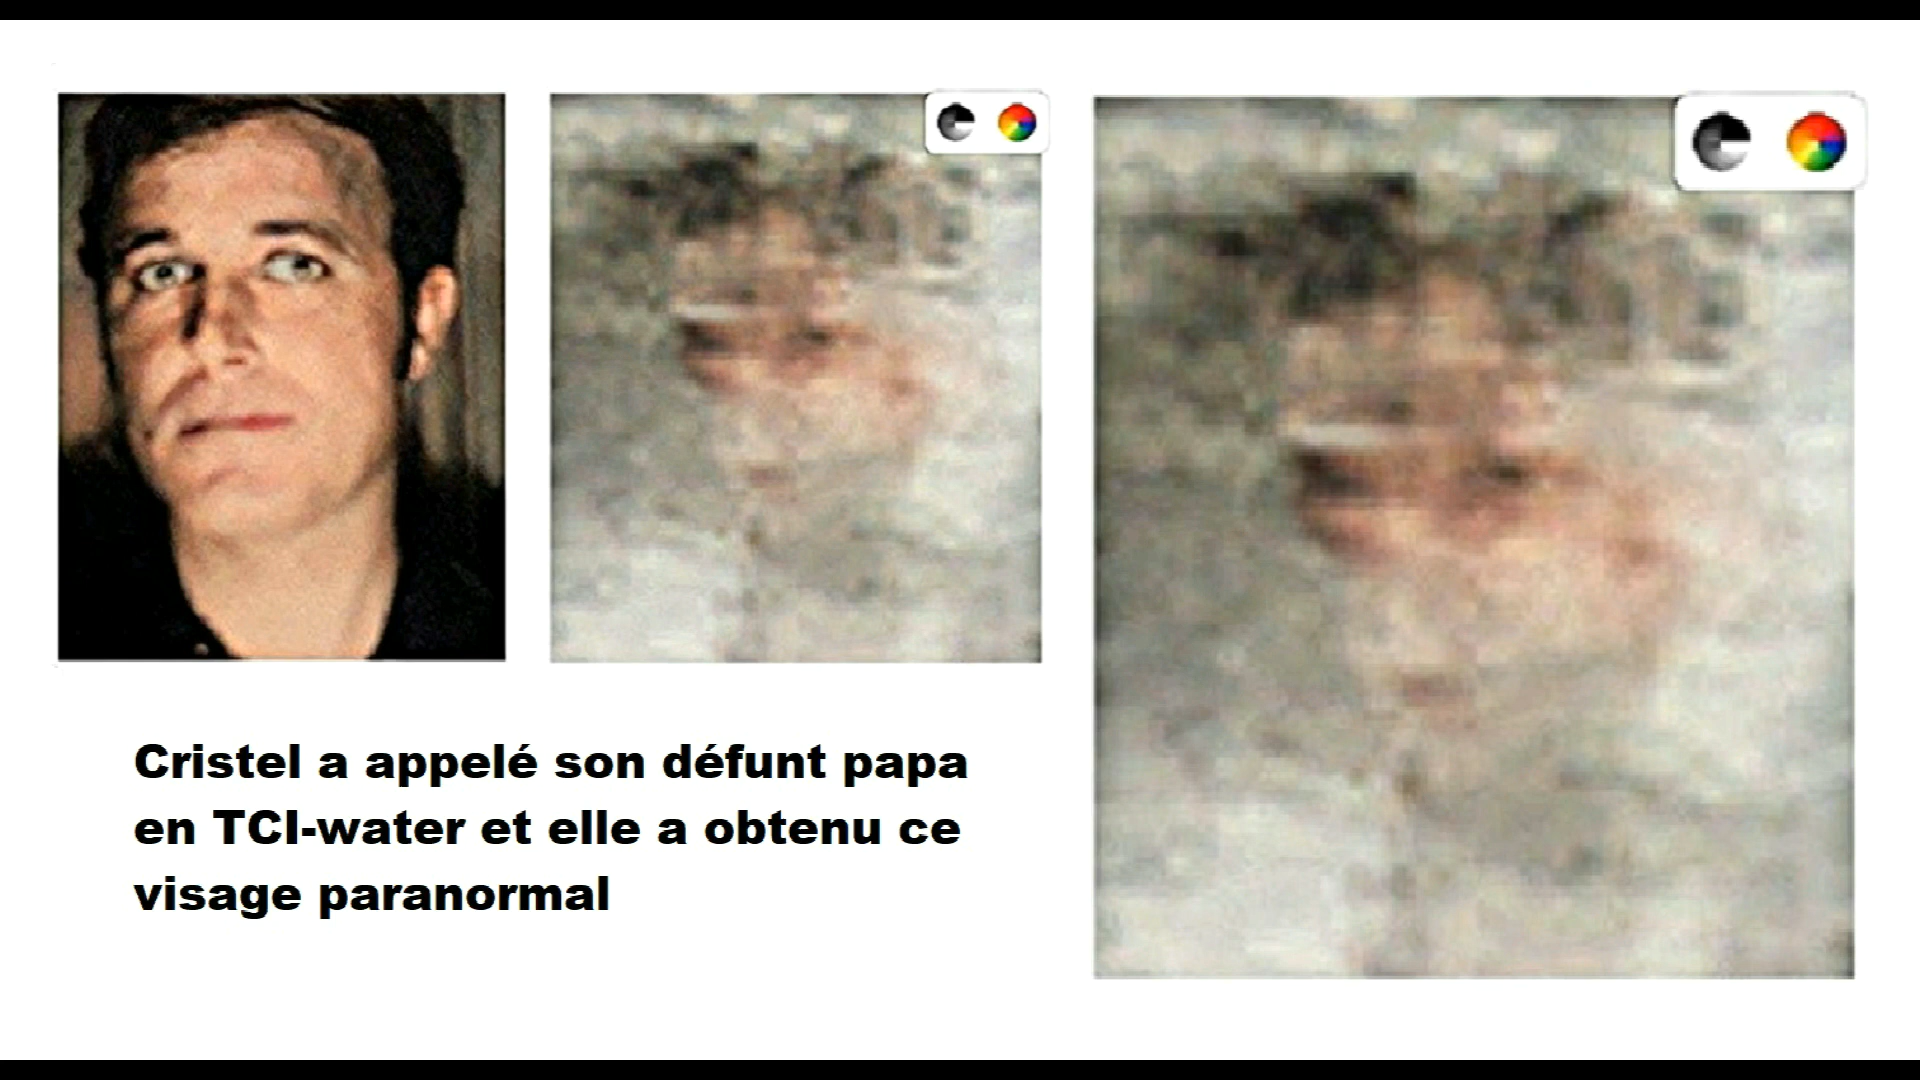 Cristel a appelé son défunt papa
en TCI-water et elle a obtenu ce
visage paranormal